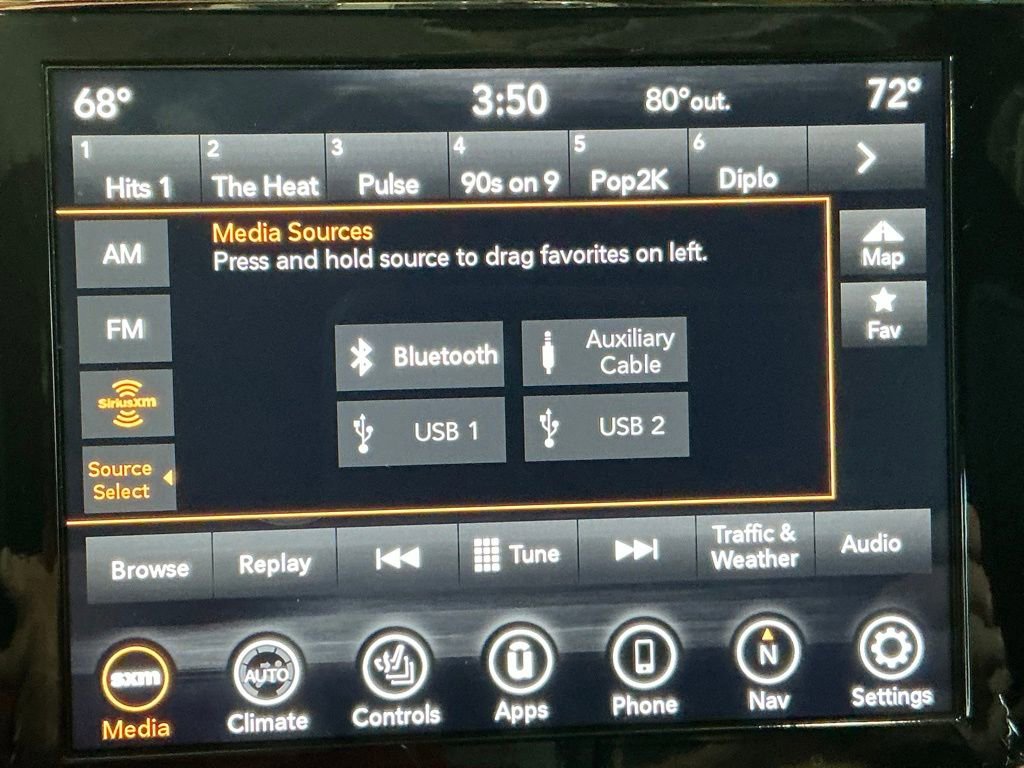 68° 3:50 80°out. 72°
1 2 3 4 5 6
Hits 1 The Heat Pulse 90s on 9 Pop2K Diplo
Media Sources
Press and hold source to drag favorites on left.
AM
FM
SiriusXM
Source
Select
Bluetooth
Auxiliary
Cable
USB 1
USB 2
Map
Fav
Browse Replay Tune Traffic &
Weather Audio
sxm AUTO ū N
Media Climate Controls Apps Phone Nav Settings